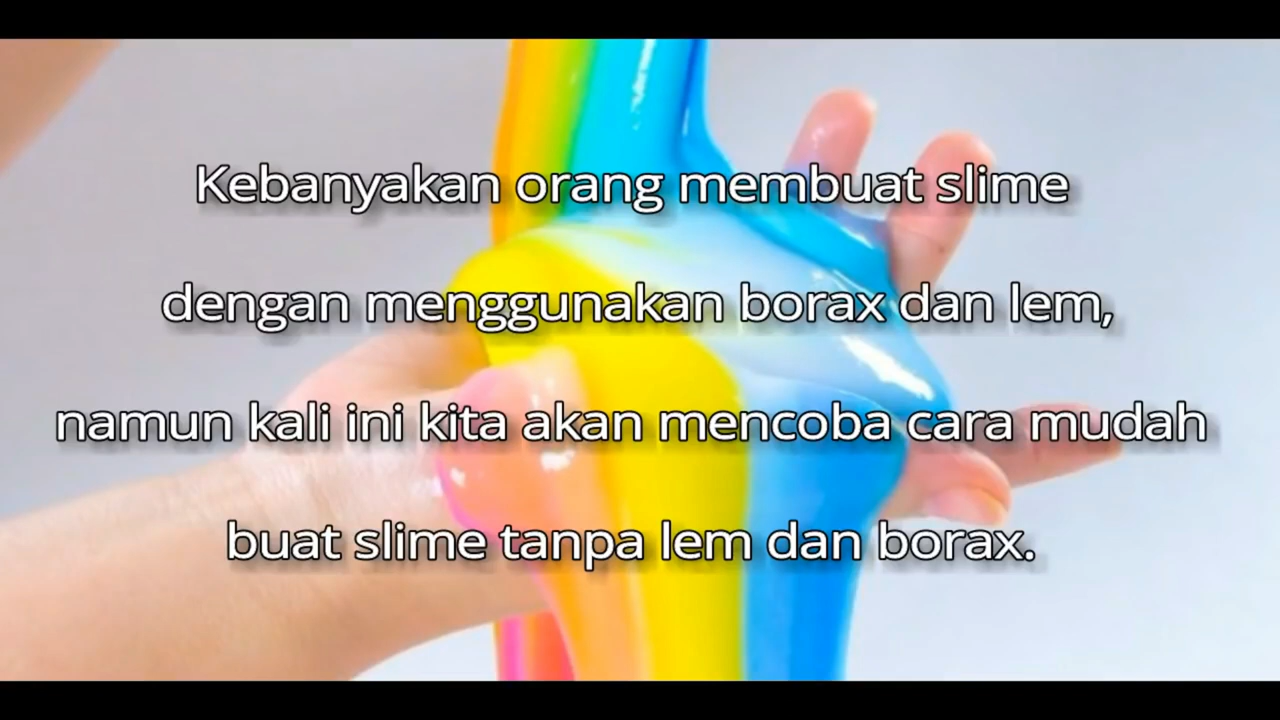 Kebanyakan orang membuat slime
dengan menggunakan borax dan lem,
namun kali ini kita akan mencoba cara mudah
buat slime tanpa lem dan borax.